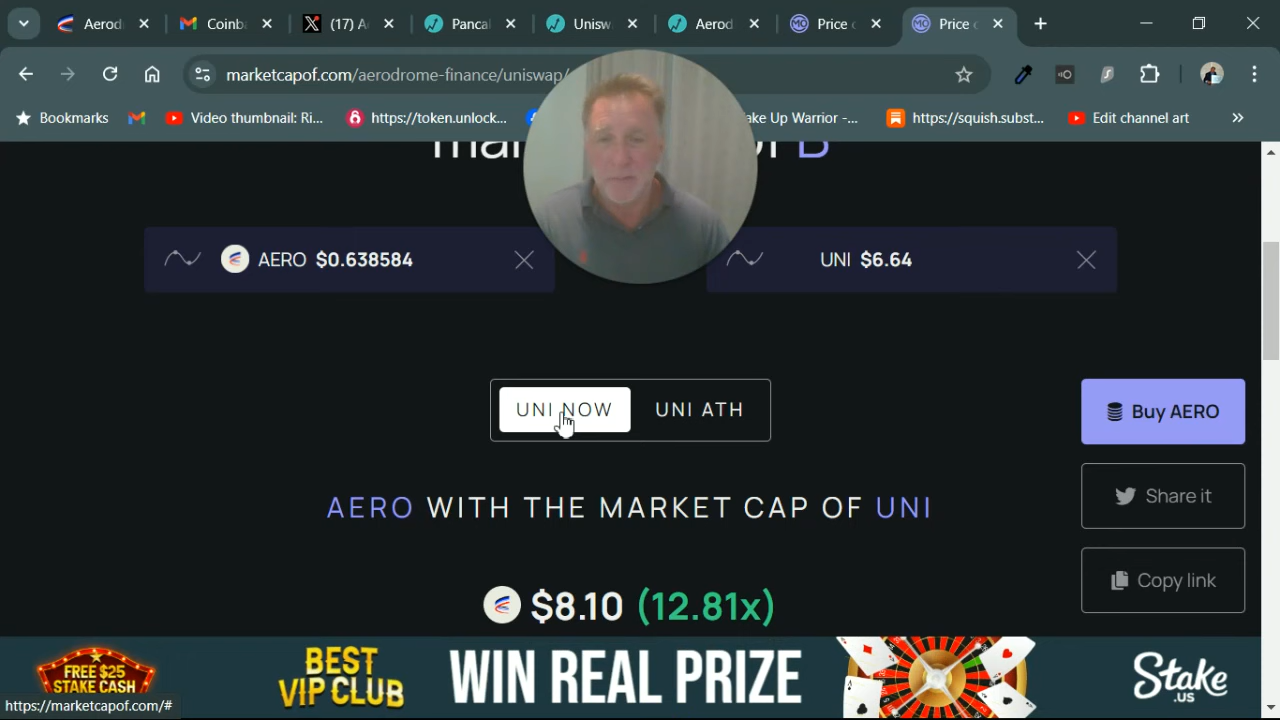 Aerod
Coinb
(17) A
Panca
Unisw
Aerod
Price
Price
marketcapof.com/aerodrome-finance/uniswap/
Bookmarks
Video thumbnail: Ri...
https://token.unlock...
ake Up Warrior -...
https://squish.subst...
Edit channel art
of B
AERO $0.638584
UNI $6.64
UNI NOW
UNI ATH
Buy AERO
AERO WITH THE MARKET CAP OF UNI
Share it
$8.10 (12.81x)
Copy link
FREE $25
STAKE CASH
BEST
VIP CLUB
WIN REAL PRIZE
Stake
.US
https://marketcapof.com/#